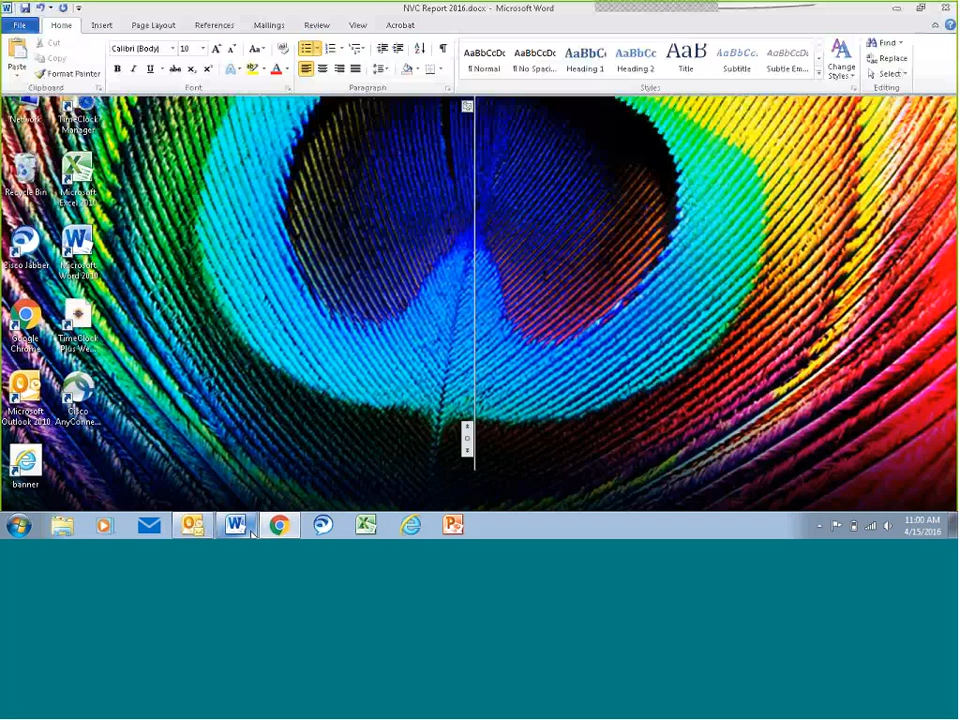 NVC Report 2016.docx - Microsoft Word
File Home Insert Page Layout References Mailings Review View Acrobat
Paste
Cut
Copy
Format Painter
Clipboard
Calibri (Body) 10
Font
Paragraph
AaBbCcDc AaBbCcDc AaBbC AaBbCc AaB AaBbCc. AaBbCcDc
¶ Normal ¶ No Spaci... Heading 1 Heading 2 Title Subtitle Subtle Em...
Styles
Change
Styles
Find
Replace
Select
Editing
Network
TimeClock
Manager
Recycle Bin
Microsoft
Excel 2010
Cisco Jabber
Microsoft
Word 2010
Google
Chrome
TimeClock
Plus We...
Microsoft
Outlook 2010
Cisco
AnyConne...
banner
11:00 AM
4/15/2016